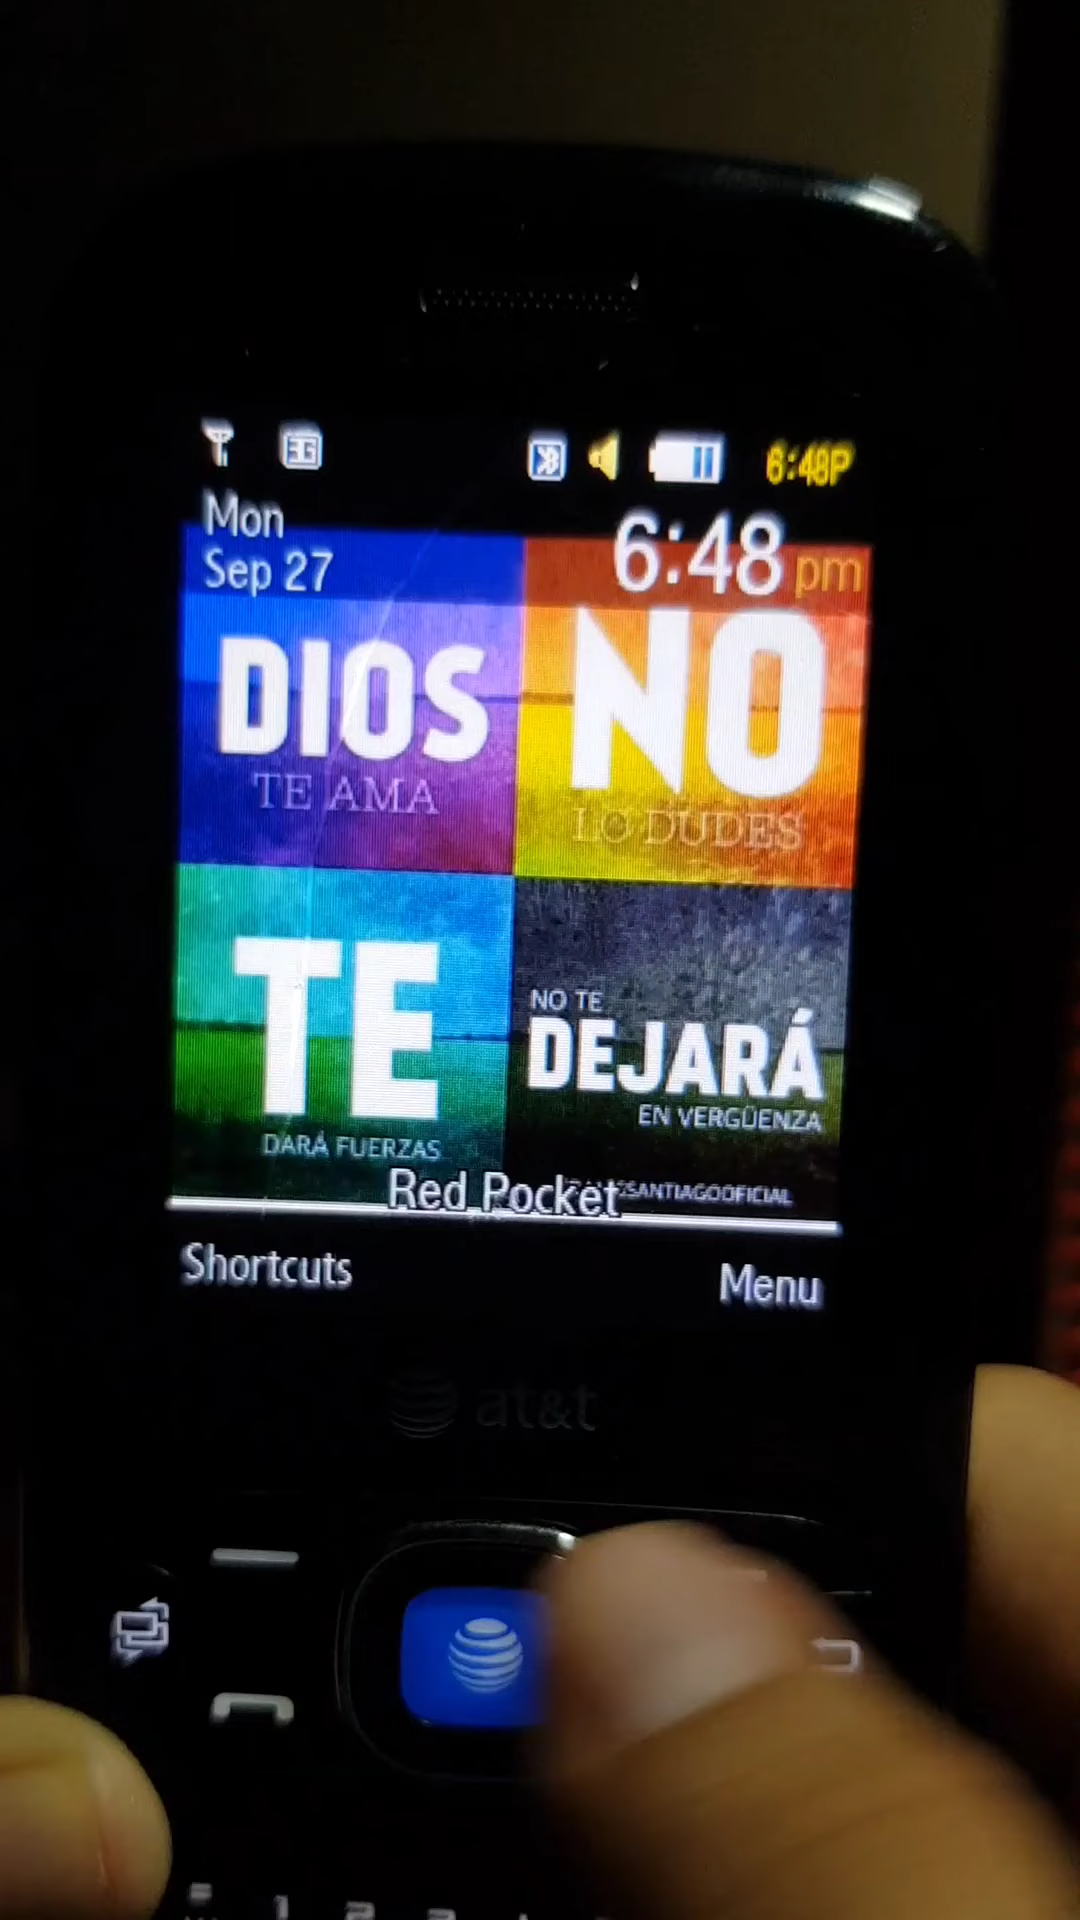 3G
6:48P
Mon
Sep 27
6:48 pm
DIOS
TE AMA
NO
LO DUDES
TE
DARÁ FUERZAS
NO TE
DEJARÁ
EN VERGÜENZA
Red Pocket
Shortcuts
Menu
at&t